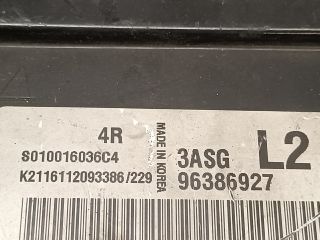 4R
S010016036C4
K2116112093386/229
MADE IN KOREA
3ASG
L2
96386927